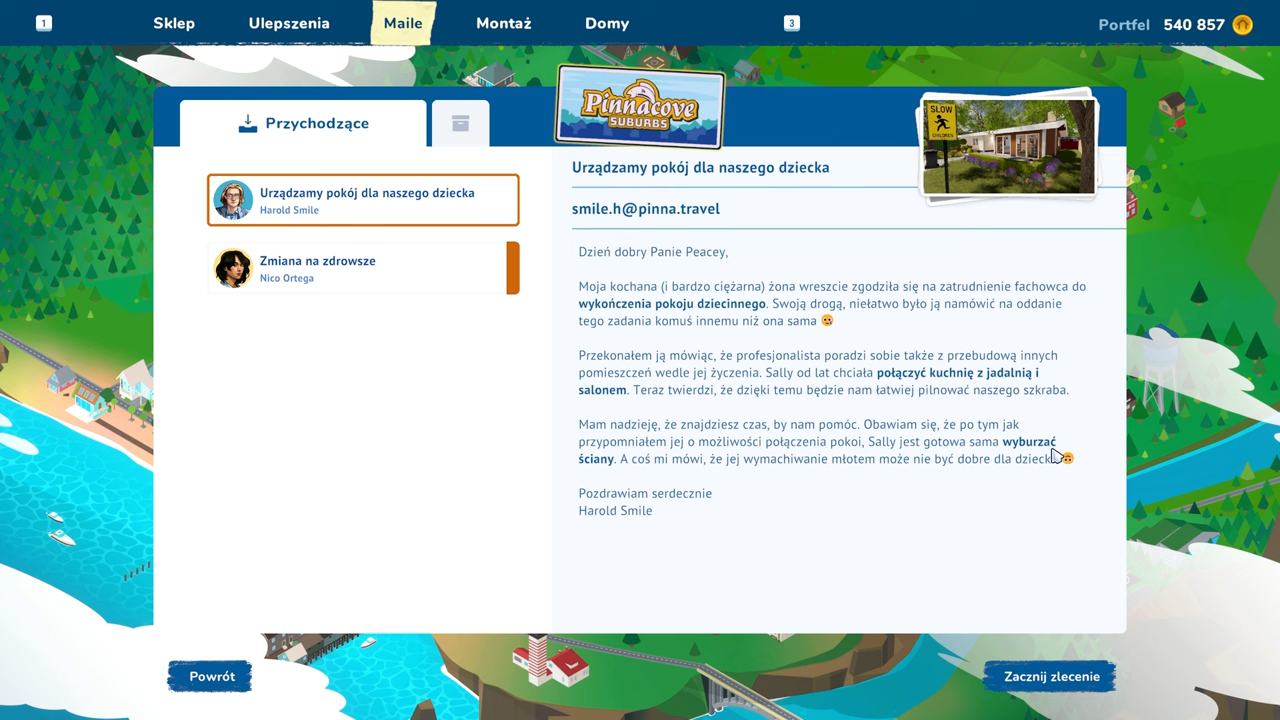 1
Sklep
Ulepszenia
Maile
Montaż
Domy
3
Portfel 540 857
Przychodzące
Pinnacove
SUBURBS
SLOW
CHILDREN
Urządzamy pokój dla naszego dziecka
Harold Smile
Zmiana na zdrowsze
Nico Ortega
Urządzamy pokój dla naszego dziecka
smile.h@pinna.travel
Dzień dobry Panie Peacey,
Moja kochana (i bardzo ciężarna) żona wreszcie zgodziła się na zatrudnienie fachowca do
wykończenia pokoju dziecinnego. Swoją drogą, niełatwo było ją namówić na oddanie
tego zadania komuś innemu niż ona sama
Przekonałem ją mówiąc, że profesjonalista poradzi sobie także z przebudową innych
pomieszczeń wedle jej życzenia. Sally od lat chciała połączyć kuchnię z jadalnią i
salonem. Teraz twierdzi, że dzięki temu będzie nam łatwiej pilnować naszego szkraba.
Mam nadzieję, że znajdziesz czas, by nam pomóc. Obawiam się, że po tym jak
przypomniałem jej o możliwości połączenia pokoi, Sally jest gotowa sama wyburzać
ściany. A coś mi mówi, że jej wymachiwanie młotem może nie być dobre dla
Pozdrawiam serdecznie
Harold Smile
Powrót
Zacznij zlecenie